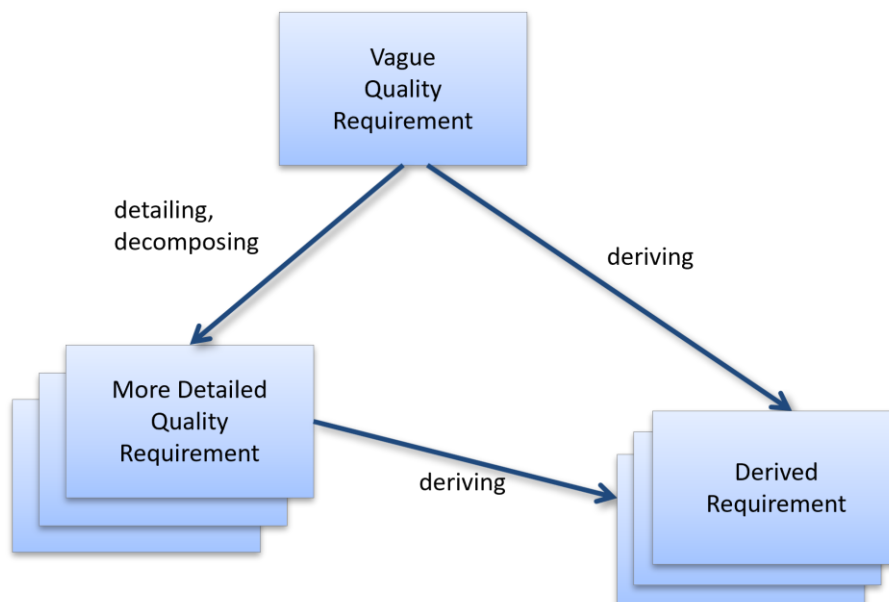 Vague
Quality
Requirement
detailing,
decomposing
deriving
More Detailed
Quality
Requirement
deriving
Derived
Requirement